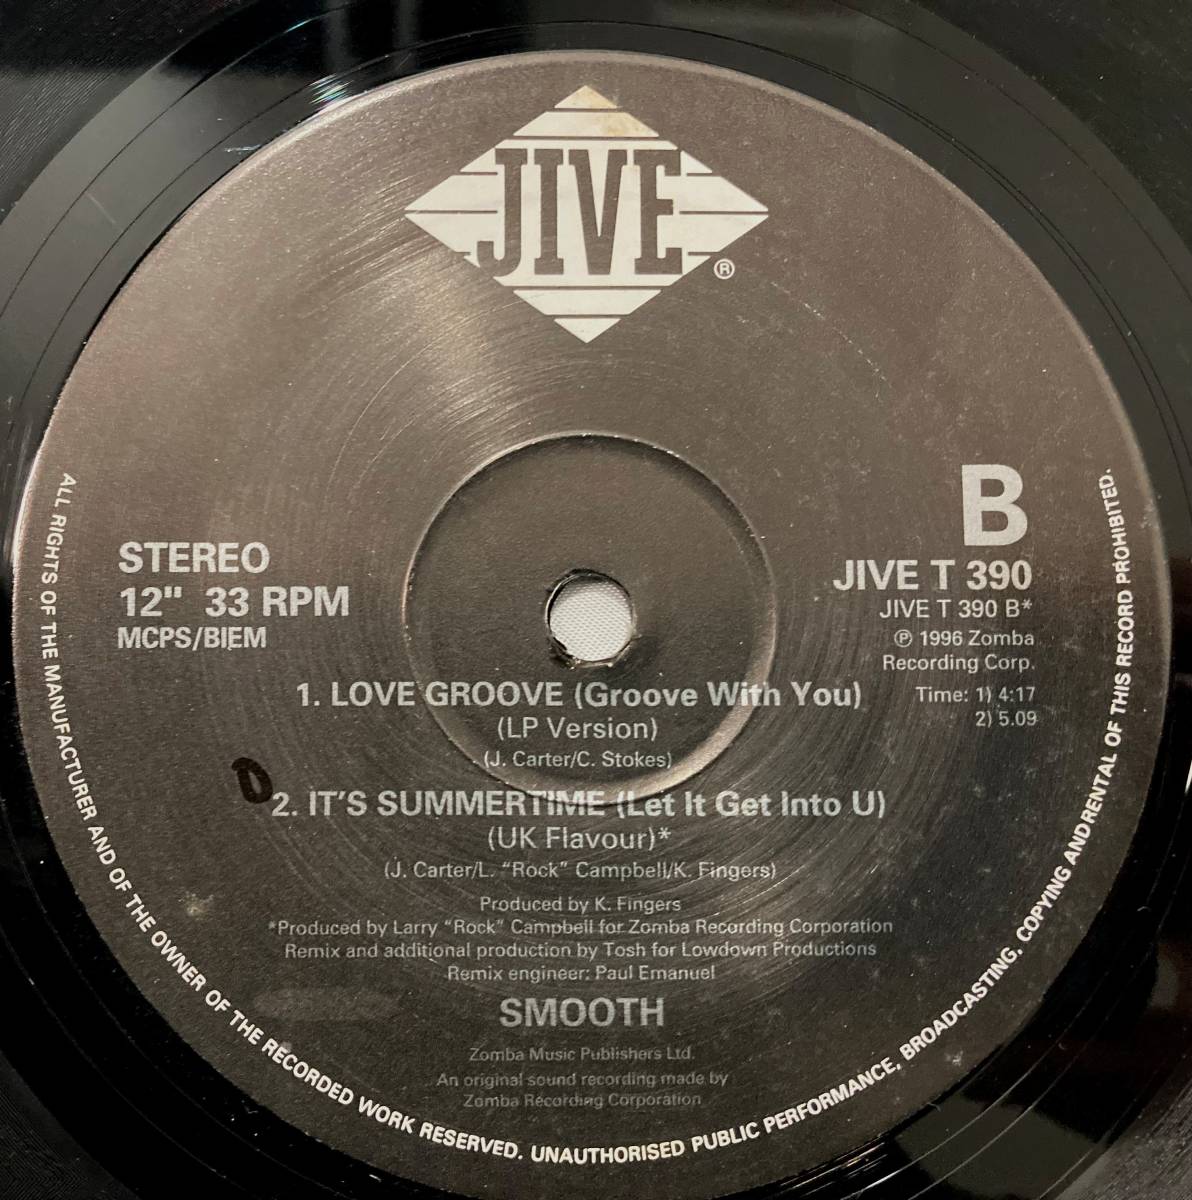 JIVE
®
B
STEREO
12" 33 RPM
MCPS/BIEM
JIVE T 390
JIVE T 390 B*
℗ 1996 Zomba
Recording Corp.
Time: 1) 4:17
2) 5.09
1. LOVE GROOVE (Groove With You)
(LP Version)
(J. Carter/C. Stokes)
D
2. IT'S SUMMERTIME (Let It Get Into U)
(UK Flavour)*
(J. Carter/L. "Rock" Campbell/K. Fingers)
Produced by K. Fingers
*Produced by Larry "Rock" Campbell for Zomba Recording Corporation
Remix and additional production by Tosh for Lowdown Productions
Remix engineer: Paul Emanuel
SMOOTH
Zomba Music Publishers Ltd.
An original sound recording made by
Zomba Recording Corporation
ALL RIGHTS OF THE MANUFACTURER AND OF THE OWNER OF THE RECORDED WORK RESERVED. UNAUTHORISED PUBLIC PERFORMANCE, BROADCASTING, COPYING ANDRENTAL OF THIS RECORD PROHIBITED.